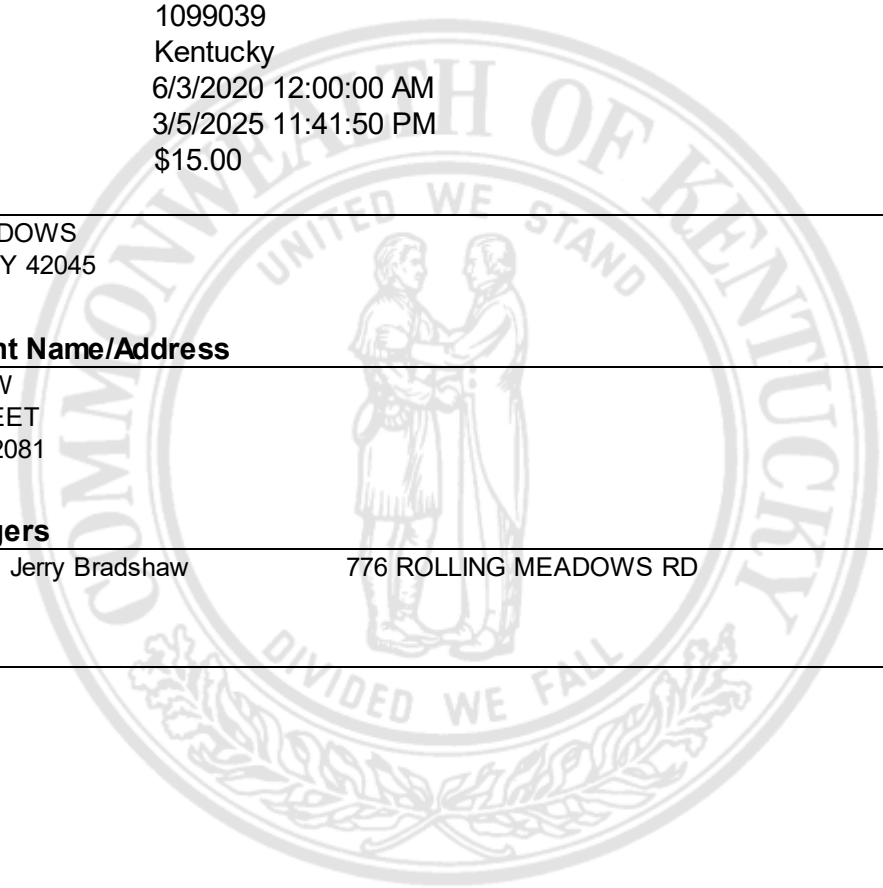 1099039
Kentucky
6/3/2020 12:00:00 AM
3/5/2025 11:41:50 PM
$15.00
DOWS
Y 42045
nt Name/Address
W
EET
2081
gers
Jerry Bradshaw 776 ROLLING MEADOWS RD
COMMONWEALTH OF KENTUCKY
UNITED WE STAND
DIVIDED WE FALL